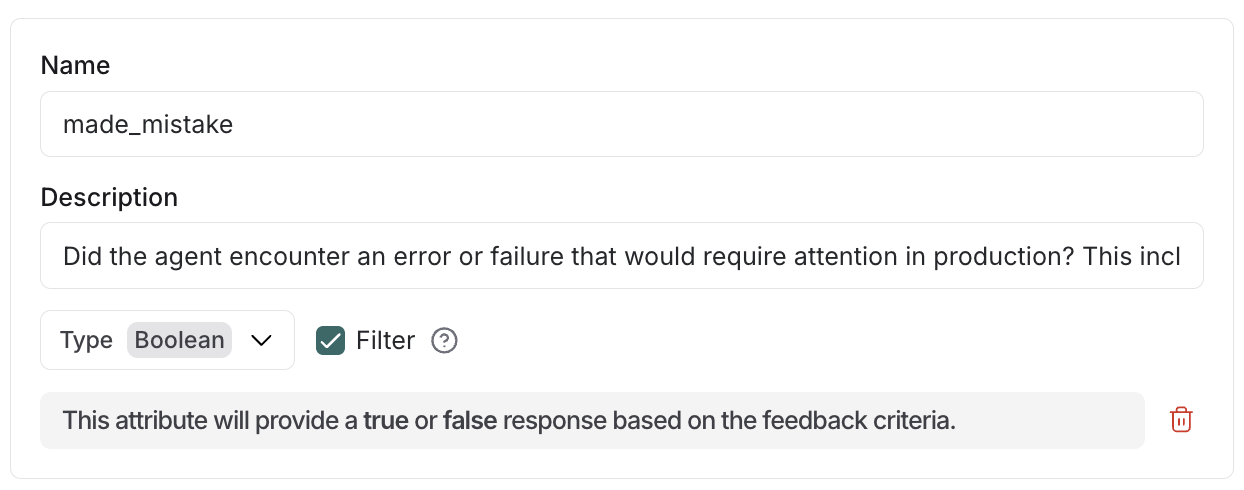 Name
made_mistake
Description
Did the agent encounter an error or failure that would require attention in production? This incl
Type Boolean Filter ?
This attribute will provide a true or false response based on the feedback criteria.